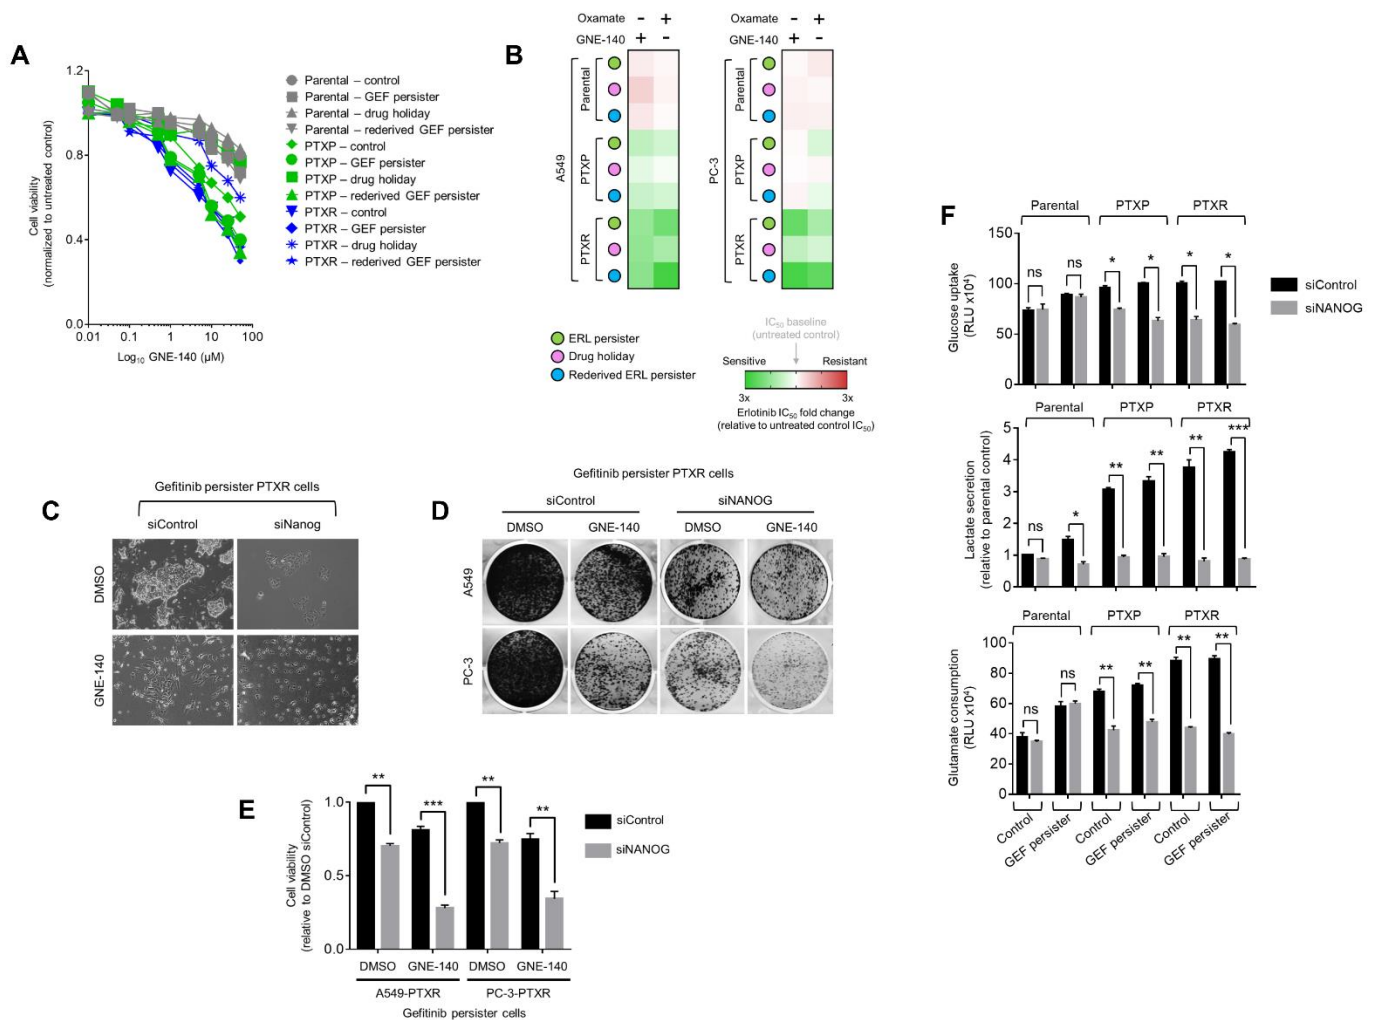 A
Cell viability
(normalized to untreated control)
1.2
0.8
0.4
0.0
0.01
0.10
1
10
100
Log10 GNE-140 (µM)
Parental – control
Parental – GEF persister
Parental – drug holiday
Parental – rederived GEF persister
PTXP – control
PTXP – GEF persister
PTXP – drug holiday
PTXP – rederived GEF persister
PTXR – control
PTXR – GEF persister
PTXR – drug holiday
PTXR – rederived GEF persister
B
Oxamate - +
GNE-140 + -
A549
Parental
PTXP
PTXR
Oxamate - +
GNE-140 + -
PC-3
Parental
PTXP
PTXR
ERL persister
Drug holiday
Rederived ERL persister
IC50 baseline
(untreated control)
Sensitive Resistant
3x 3x
Erlotinib IC50 fold change
(relative to untreated control IC50)
C
Gefitinib persister PTXR cells
siControl siNanog
DMSO
GNE-140
D
Gefitinib persister PTXR cells
siControl siNANOG
DMSO GNE-140 DMSO GNE-140
A549
PC-3
E
Cell viability
(relative to DMSO siControl)
1.0
0.5
0.0
** *** ** **
siControl
siNANOG
DMSO GNE-140 DMSO GNE-140
A549-PTXR PC-3-PTXR
Gefitinib persister cells
F
Parental PTXP PTXR
Glucose uptake
(RLU x10⁴)
150
100
50
0
ns ns * * * *
siControl
siNANOG
Parental PTXP PTXR
Lactate secretion
(relative to parental control)
5
4
3
2
1
0
ns * ** ** ** ***
Parental PTXP PTXR
Glutamate consumption
(RLU x10⁴)
100
80
60
40
20
0
ns ns ** ** ** **
Control GEF persister Control GEF persister Control GEF persister